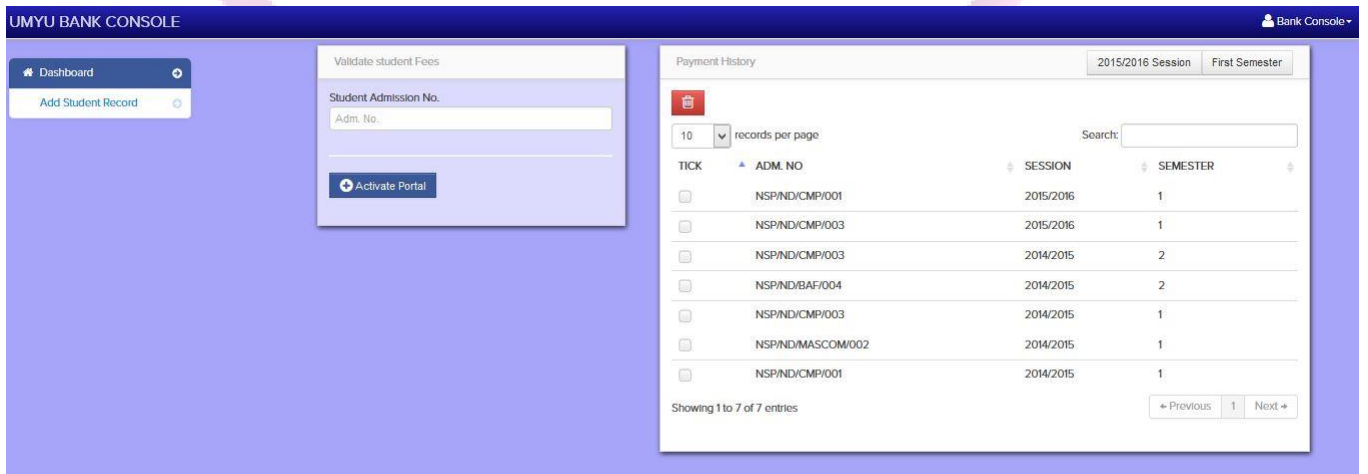 UMYU BANK CONSOLE
Bank Console
Dashboard
Add Student Record
Validate student Fees
Student Admission No.
Adm. No.
Activate Portal
Payment History
2015/2016 Session First Semester
10 records per page Search:
TICK ADM. NO SESSION SEMESTER
NSP/ND/CMP/001 2015/2016 1
NSP/ND/CMP/003 2015/2016 1
NSP/ND/CMP/003 2014/2015 2
NSP/ND/BAF/004 2014/2015 2
NSP/ND/CMP/003 2014/2015 1
NSP/ND/MASCOM/002 2014/2015 1
NSP/ND/CMP/001 2014/2015 1
Showing 1 to 7 of 7 entries
← Previous 1 Next →